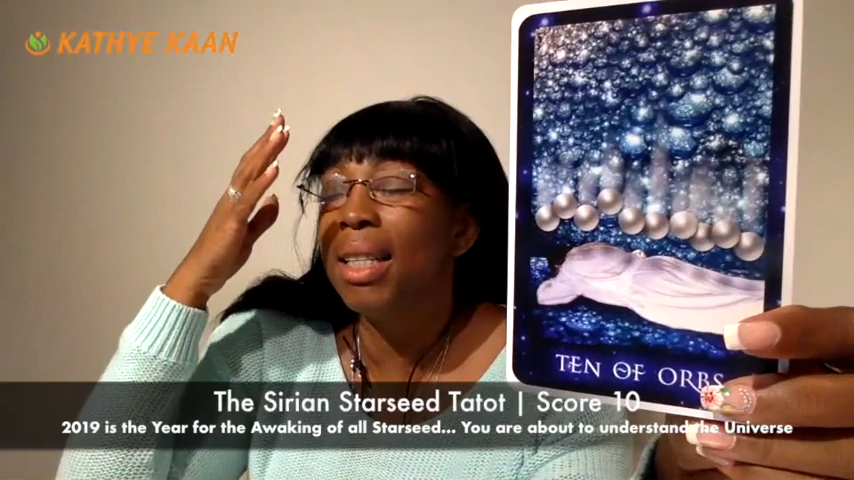 KATHYE KAAN
TEN OF ORBS
The Sirian Starseed Tatot | Score 10
2019 is the Year for the Awaking of all Starseed... You are about to understand the Universe